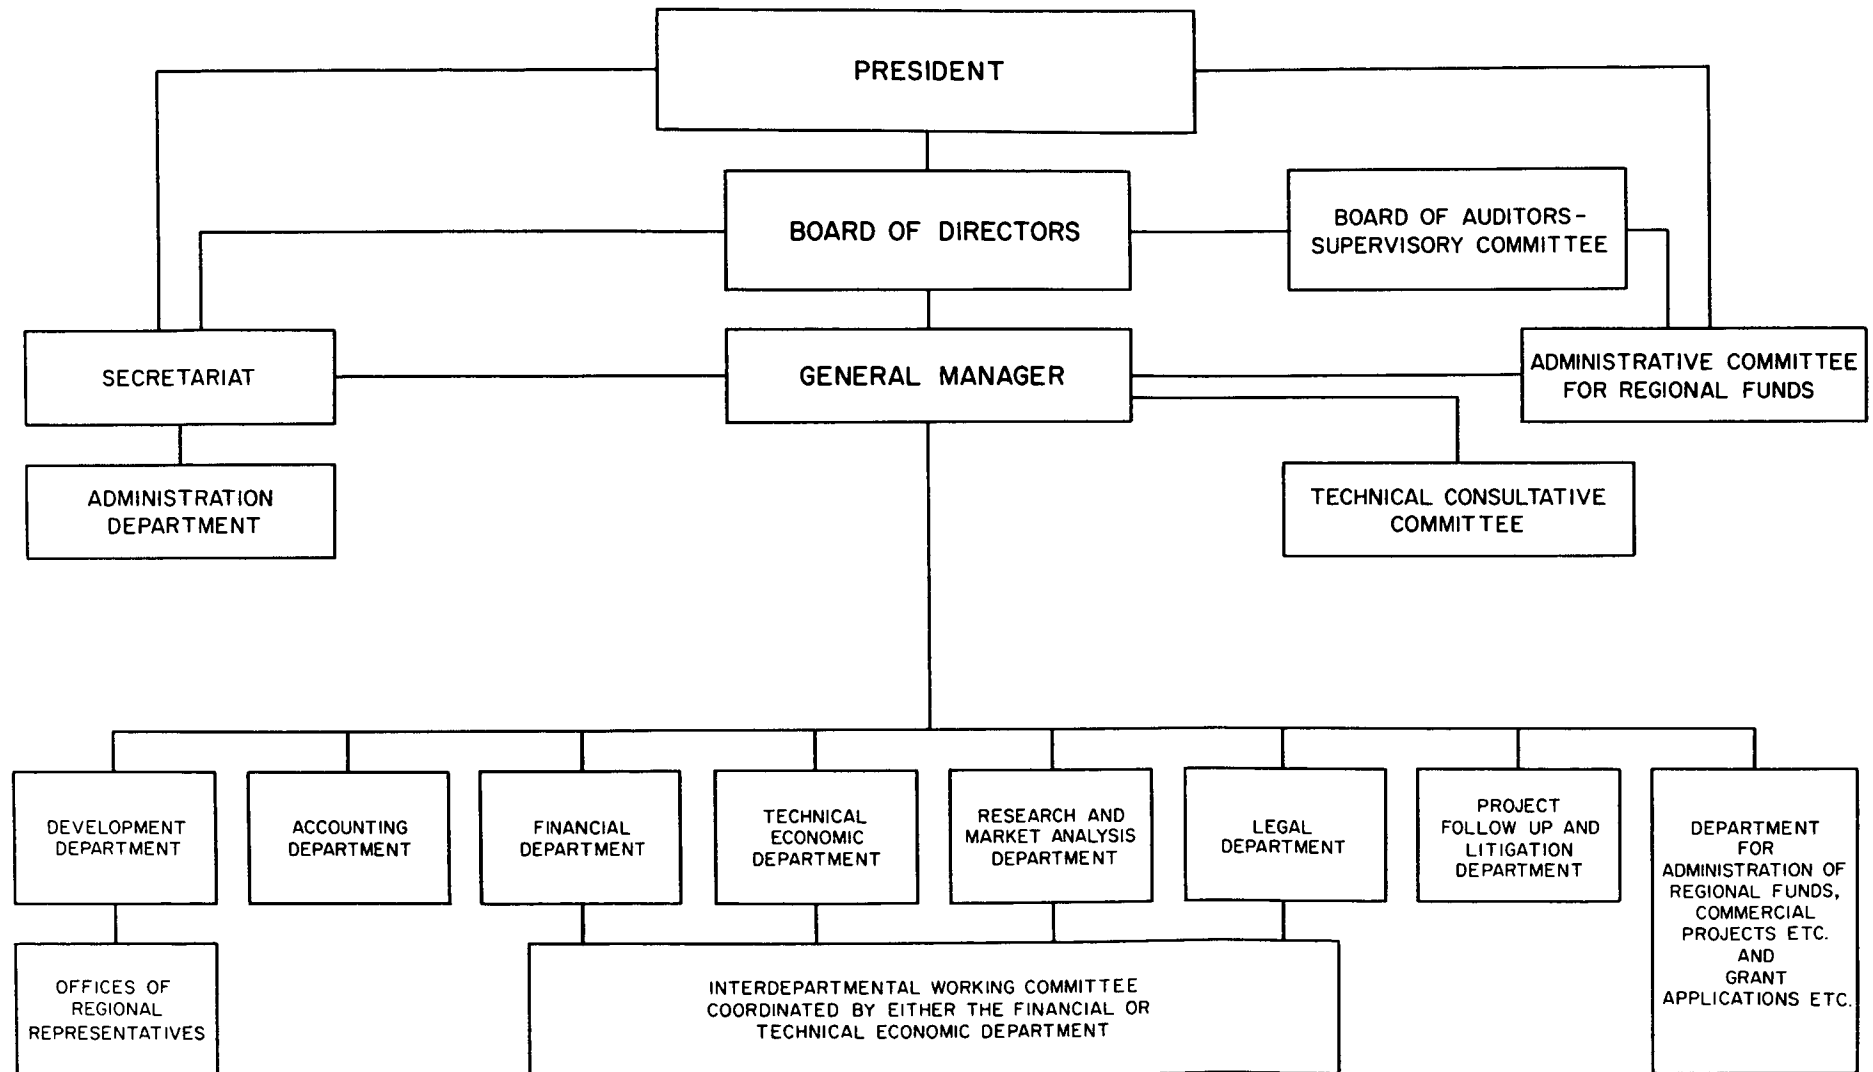 PRESIDENT
BOARD OF DIRECTORS
BOARD OF AUDITORS-
SUPERVISORY COMMITTEE
SECRETARIAT
GENERAL MANAGER
ADMINISTRATIVE COMMITTEE
FOR REGIONAL FUNDS
ADMINISTRATION
DEPARTMENT
TECHNICAL CONSULTATIVE
COMMITTEE
DEVELOPMENT
DEPARTMENT
ACCOUNTING
DEPARTMENT
FINANCIAL
DEPARTMENT
TECHNICAL
ECONOMIC
DEPARTMENT
RESEARCH AND
MARKET ANALYSIS
DEPARTMENT
LEGAL
DEPARTMENT
PROJECT
FOLLOW UP AND
LITIGATION
DEPARTMENT
DEPARTMENT
FOR
ADMINISTRATION OF
REGIONAL FUNDS,
COMMERCIAL
PROJECTS ETC.
AND
GRANT
APPLICATIONS ETC.
OFFICES OF
REGIONAL
REPRESENTATIVES
INTERDEPARTMENTAL WORKING COMMITTEE
COORDINATED BY EITHER THE FINANCIAL OR
TECHNICAL ECONOMIC DEPARTMENT